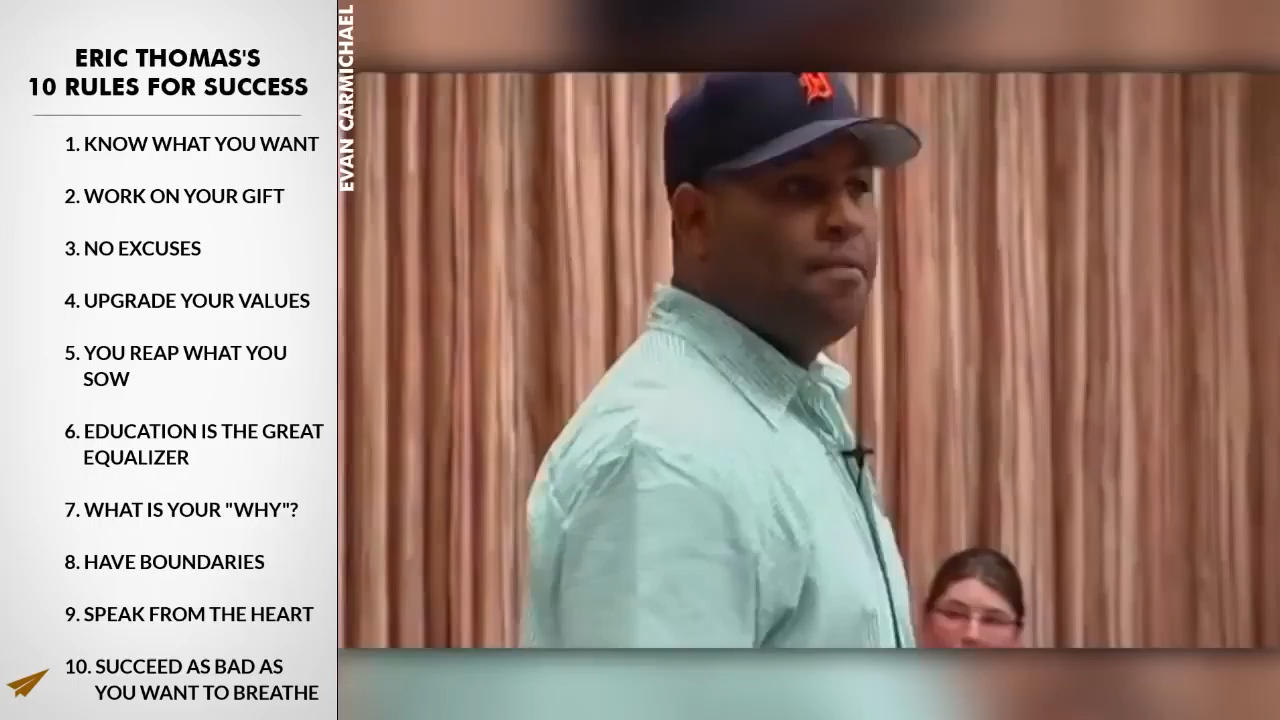 ERIC THOMAS'S
10 RULES FOR SUCCESS
1. KNOW WHAT YOU WANT
2. WORK ON YOUR GIFT
3. NO EXCUSES
4. UPGRADE YOUR VALUES
5. YOU REAP WHAT YOU
SOW
6. EDUCATION IS THE GREAT
EQUALIZER
7. WHAT IS YOUR "WHY"?
8. HAVE BOUNDARIES
9. SPEAK FROM THE HEART
10. SUCCEED AS BAD AS
YOU WANT TO BREATHE
EVAN CARMICHAEL
D